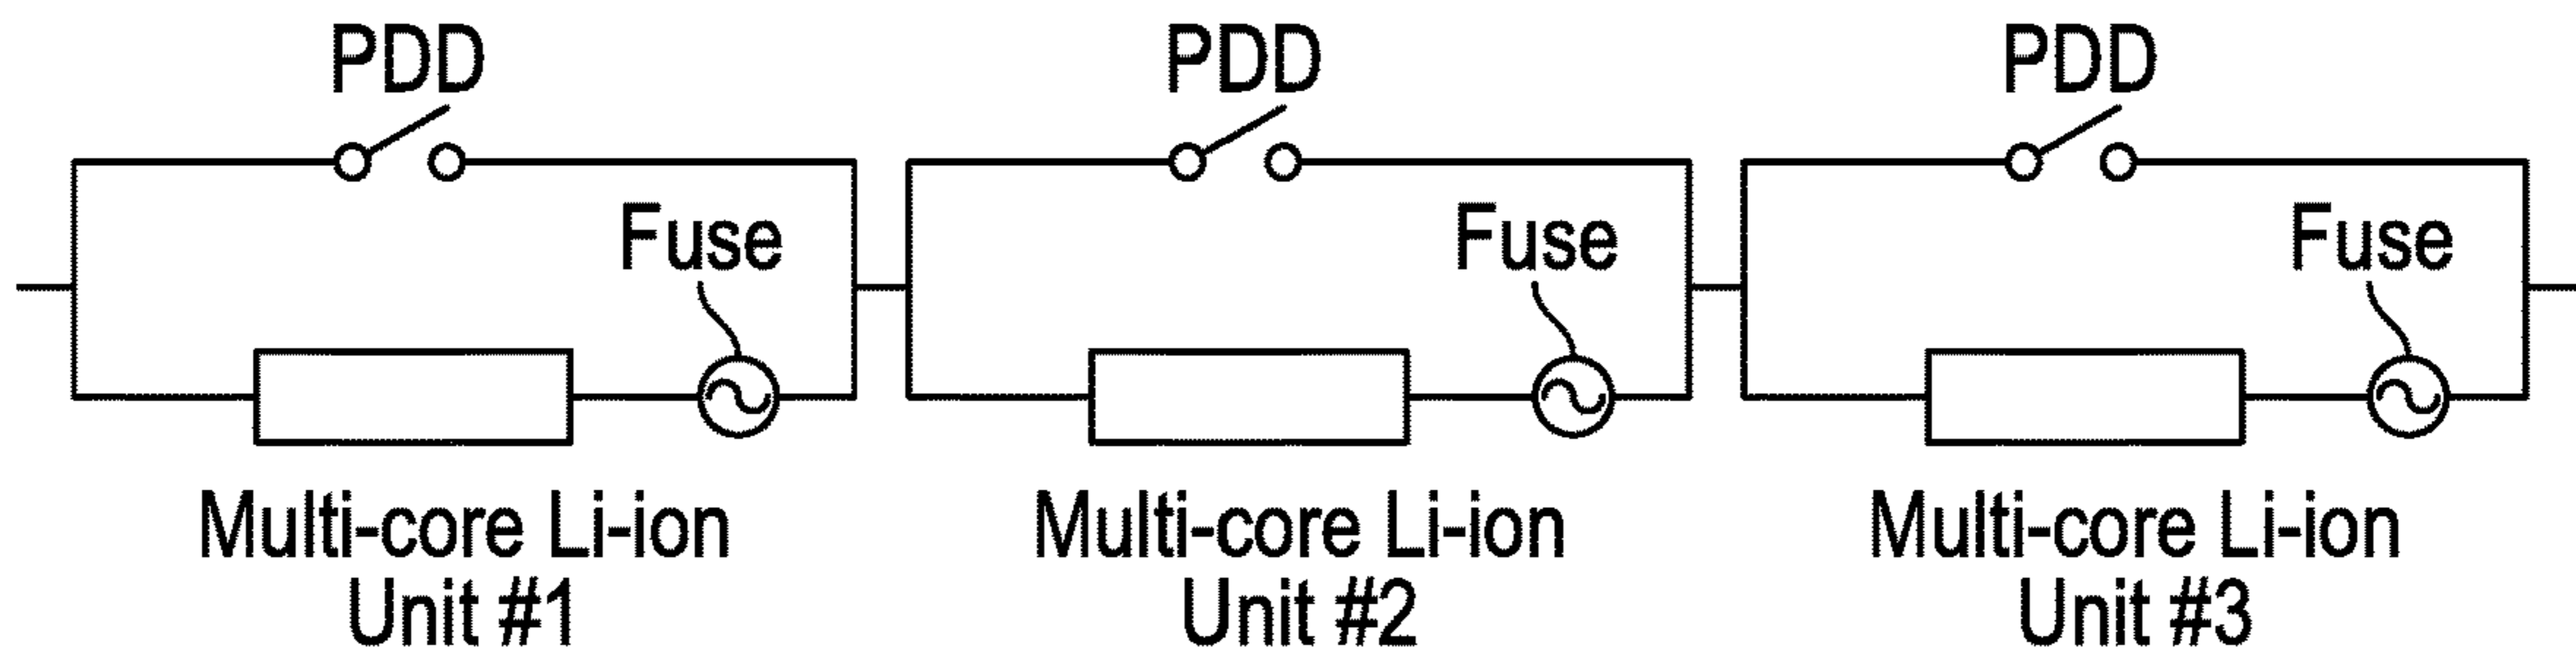 PDD
PDD
PDD
Fuse
Fuse
Fuse
Multi-core Li-ion
Unit #1
Multi-core Li-ion
Unit #2
Multi-core Li-ion
Unit #3